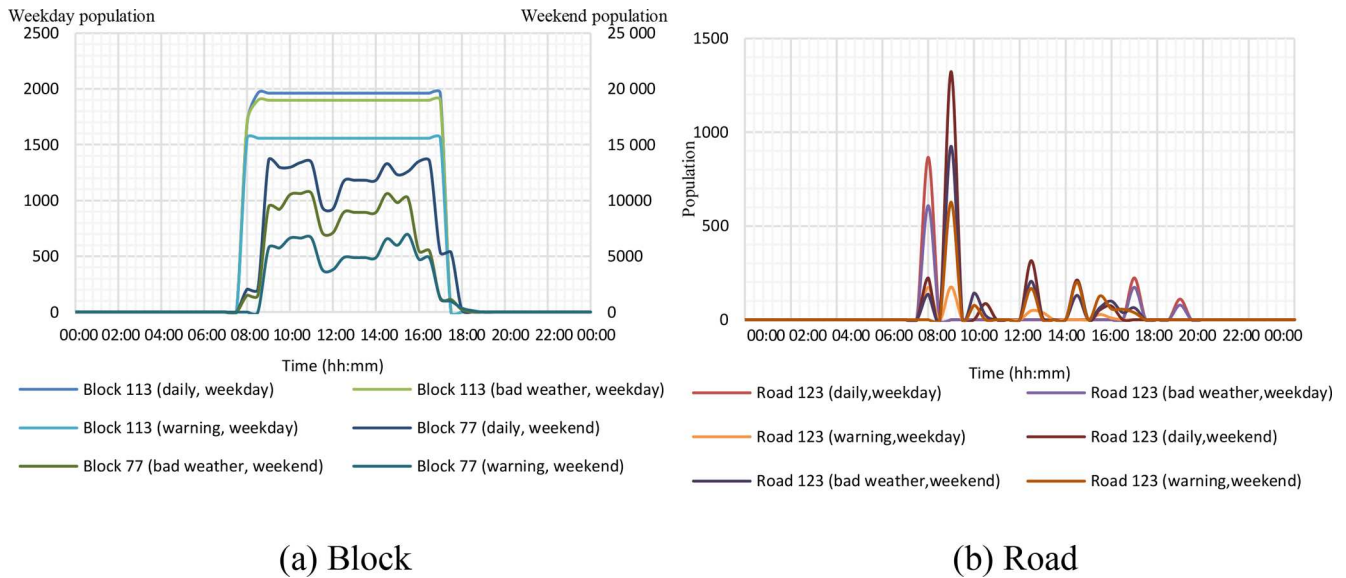 Weekday population
Weekend population
2500
2000
1500
1000
500
0
25 000
20 000
15 000
10000
5000
0
00:00 02:00 04:00 06:00 08:00 10:00 12:00 14:00 16:00 18:00 20:00 22:00 00:00
Time (hh:mm)
Block 113 (daily, weekday)
Block 113 (bad weather, weekday)
Block 113 (warning, weekday)
Block 77 (daily, weekend)
Block 77 (bad weather, weekend)
Block 77 (warning, weekend)
(a) Block
1500
1000
500
0
Population
00:00 02:00 04:00 06:00 08:00 10:00 12:00 14:00 16:00 18:00 20:00 22:00 00:00
Time (hh:mm)
Road 123 (daily,weekday)
Road 123 (bad weather,weekday)
Road 123 (warning,weekday)
Road 123 (daily,weekend)
Road 123 (bad weather,weekend)
Road 123 (warning,weekend)
(b) Road